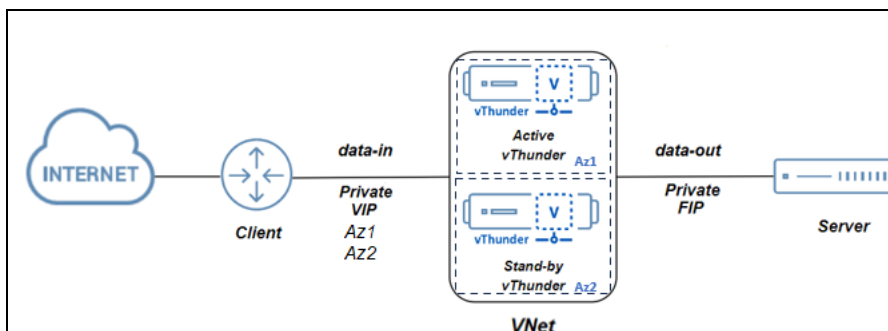 INTERNET
Client
data-in
Private
VIP
Az1
Az2
V
vThunder
Active
vThunder Az1
V
vThunder
Stand-by
vThunder Az2
VNet
data-out
Private
FIP
Server